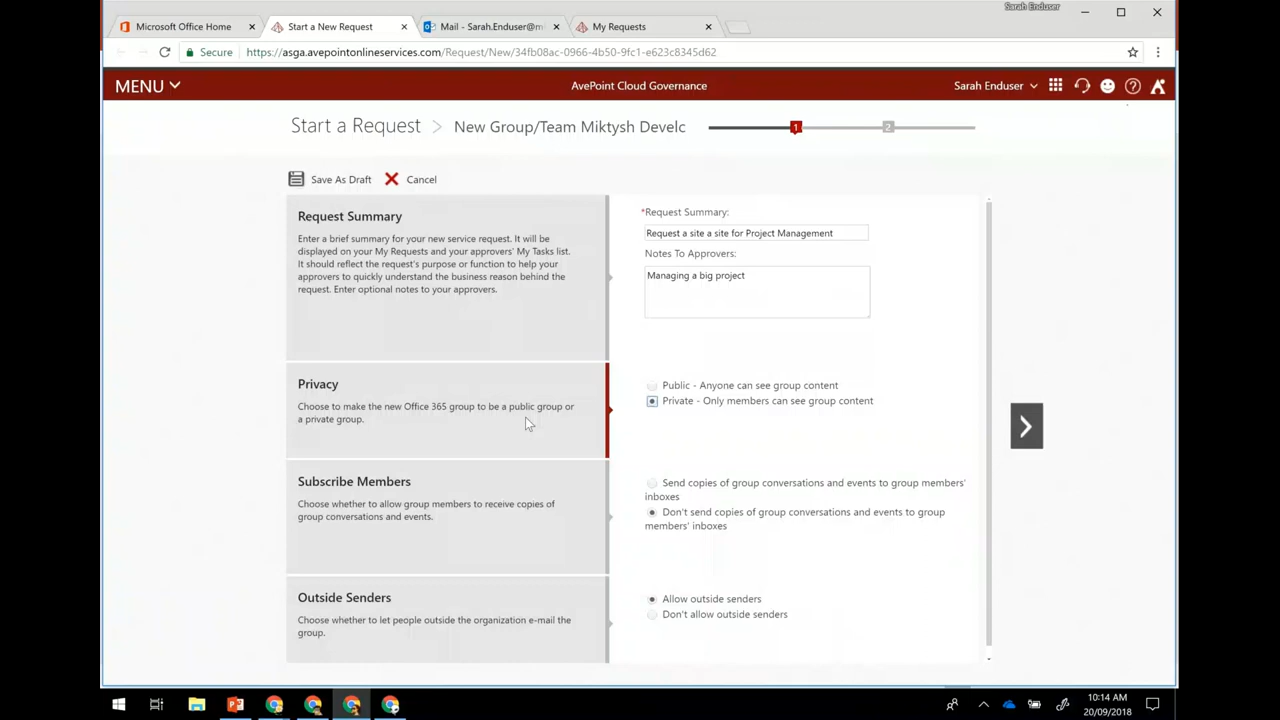 Sarah Enduser
Microsoft Office Home
Start a New Request
Mail - Sarah.Enduser@m
My Requests
Secure
https://asga.avepointonlineservices.com/Request/New/34fb08ac-0966-4b50-9fc1-e623c8345d62
MENU
AvePoint Cloud Governance
Sarah Enduser
Start a Request > New Group/Team Miktysh Develc
1
2
Save As Draft
Cancel
Request Summary
Enter a brief summary for your new service request. It will be
displayed on your My Requests and your approvers' My Tasks list.
It should reflect the request's purpose or function to help your
approvers to quickly understand the business reason behind the
request. Enter optional notes to your approvers.
*Request Summary:
Request a site a site for Project Management
Notes To Approvers:
Managing a big project
Privacy
Choose to make the new Office 365 group to be a public group or
a private group.
Public - Anyone can see group content
Private - Only members can see group content
Subscribe Members
Choose whether to allow group members to receive copies of
group conversations and events.
Send copies of group conversations and events to group members'
inboxes
Don't send copies of group conversations and events to group
members' inboxes
Outside Senders
Choose whether to let people outside the organization e-mail the
group.
Allow outside senders
Don't allow outside senders
10:14 AM
20/09/2018